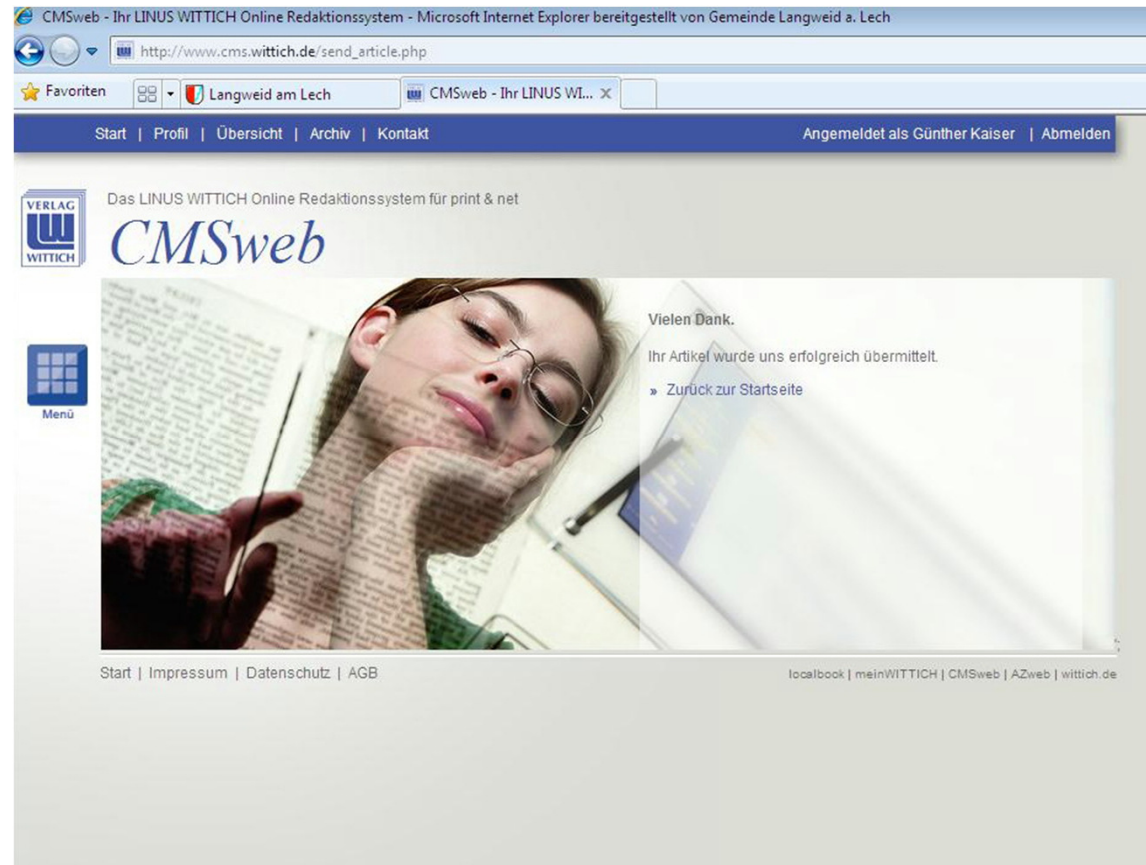 CMSweb - Ihr LINUS WITTICH Online Redaktionssystem - Microsoft Internet Explorer bereitgestellt von Gemeinde Langweid a. Lech
http://www.cms.wittich.de/send_article.php
Favoriten
Langweid am Lech
CMSweb - Ihr LINUS WI...
Start | Profil | Übersicht | Archiv | Kontakt
Angemeldet als Günther Kaiser | Abmelden
VERLAG
WITTICH
Das LINUS WITTICH Online Redaktionssystem für print & net
CMSweb
Menü
Vielen Dank.
Ihr Artikel wurde uns erfolgreich übermittelt.
» Zurück zur Startseite
';
Start | Impressum | Datenschutz | AGB
localbook | meinWITTICH | CMSweb | AZweb | wittich.de